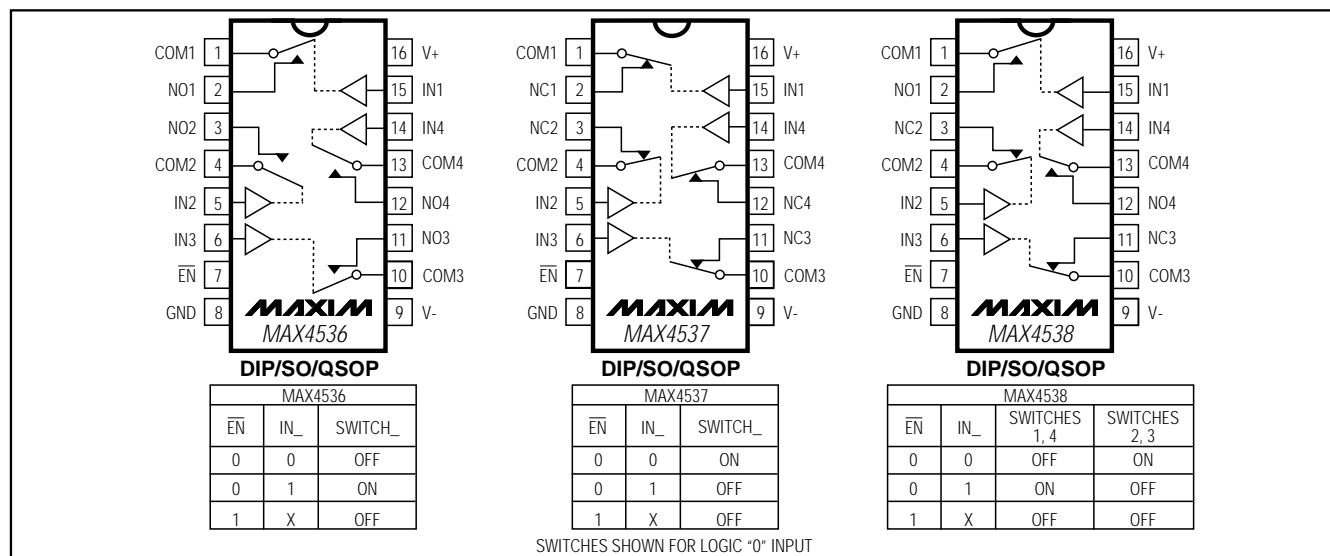 COM1 1 16 V+
NO1 2 15 IN1
NO2 3 14 IN4
COM2 4 13 COM4
IN2 5 12 NO4
IN3 6 11 NO3
E̅N̅ 7 10 COM3
GND 8 9 V-
MAXIM
MAX4536
DIP/SO/QSOP
MAX4536
E̅N̅ IN_ SWITCH_
0 0 OFF
0 1 ON
1 X OFF
COM1 1 16 V+
NC1 2 15 IN1
NC2 3 14 IN4
COM2 4 13 COM4
IN2 5 12 NC4
IN3 6 11 NC3
E̅N̅ 7 10 COM3
GND 8 9 V-
MAXIM
MAX4537
DIP/SO/QSOP
MAX4537
E̅N̅ IN_ SWITCH_
0 0 ON
0 1 OFF
1 X OFF
COM1 1 16 V+
NO1 2 15 IN1
NC2 3 14 IN4
COM2 4 13 COM4
IN2 5 12 NO4
IN3 6 11 NC3
E̅N̅ 7 10 COM3
GND 8 9 V-
MAXIM
MAX4538
DIP/SO/QSOP
MAX4538
E̅N̅ IN_ SWITCHES 1, 4 SWITCHES 2, 3
0 0 OFF ON
0 1 ON OFF
1 X OFF OFF
SWITCHES SHOWN FOR LOGIC “0” INPUT